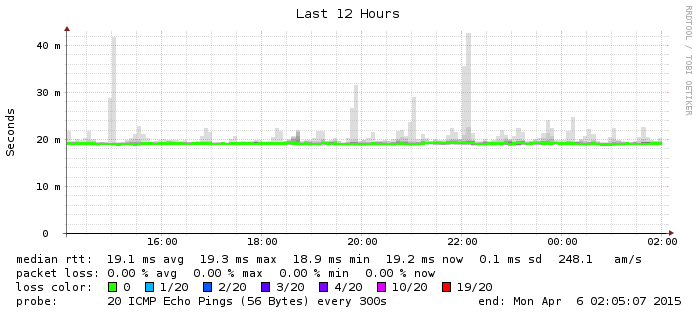 Last 12 Hours
RRDTOOL / TOBI OETIKER
Seconds
40 m
30 m
20 m
10 m
0
16:00 18:00 20:00 22:00 00:00 02:00
median rtt: 19.1 ms avg 19.3 ms max 18.9 ms min 19.2 ms now 0.1 ms sd 248.1 am/s
packet loss: 0.00 % avg 0.00 % max 0.00 % min 0.00 % now
loss color: 0 1/20 2/20 3/20 4/20 10/20 19/20
probe: 20 ICMP Echo Pings (56 Bytes) every 300s end: Mon Apr 6 02:05:07 2015